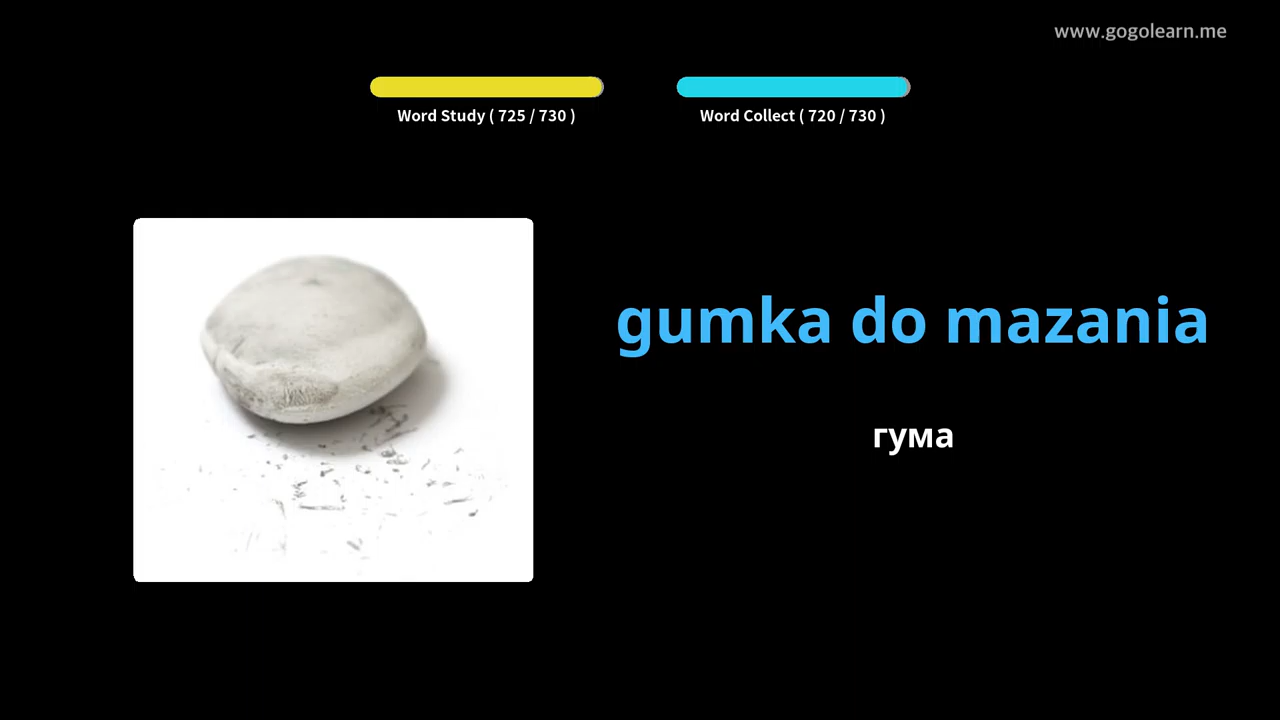 www.gogolearn.me
Word Study ( 725 / 730 )
Word Collect ( 720 / 730 )
gumka do mazania
гума